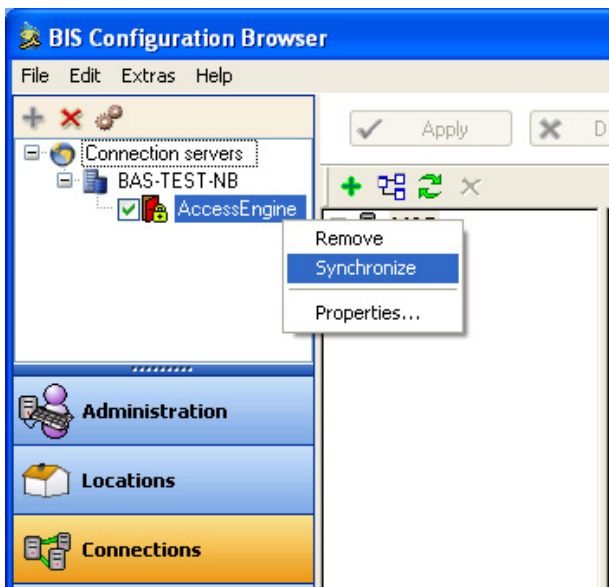 BIS Configuration Browser
File Edit Extras Help
Apply
D
Connection servers
BAS-TEST-NB
AccessEngine
Remove
Synchronize
Properties...
Administration
Locations
Connections